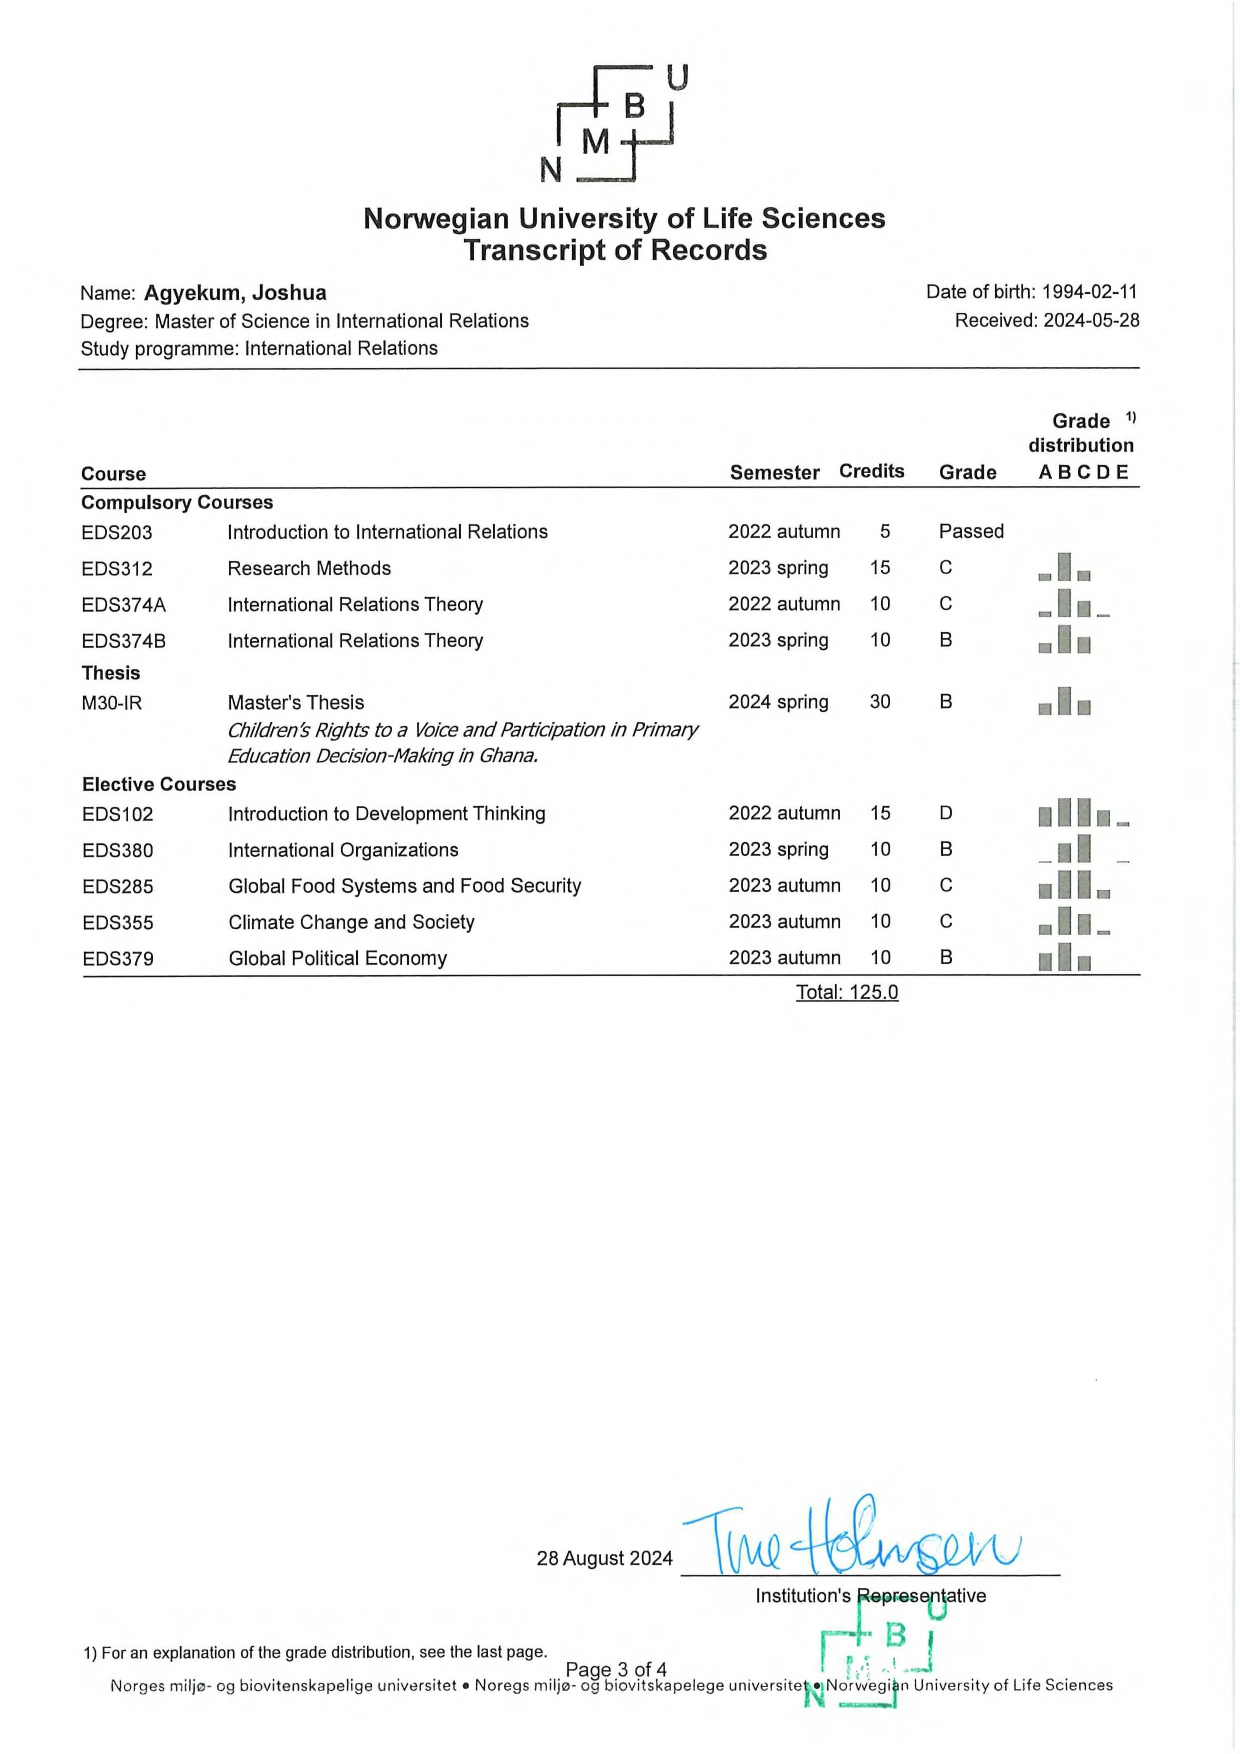 U
B
M
N
Norwegian University of Life Sciences
Transcript of Records
Name: Agyekum, Joshua Date of birth: 1994-02-11
Degree: Master of Science in International Relations Received: 2024-05-28
Study programme: International Relations
Grade 1)
distribution
Course Semester Credits Grade A B C D E
Compulsory Courses
EDS203 Introduction to International Relations 2022 autumn 5 Passed
EDS312 Research Methods 2023 spring 15 C
EDS374A International Relations Theory 2022 autumn 10 C
EDS374B International Relations Theory 2023 spring 10 B
Thesis
M30-IR Master's Thesis 2024 spring 30 B
Children's Rights to a Voice and Participation in Primary
Education Decision-Making in Ghana.
Elective Courses
EDS102 Introduction to Development Thinking 2022 autumn 15 D
EDS380 International Organizations 2023 spring 10 B
EDS285 Global Food Systems and Food Security 2023 autumn 10 C
EDS355 Climate Change and Society 2023 autumn 10 C
EDS379 Global Political Economy 2023 autumn 10 B
Total: 125.0
28 August 2024 Tine Holmsen
Institution's Representative
U
B
M
N
1) For an explanation of the grade distribution, see the last page.
Page 3 of 4
Norges miljø- og biovitenskapelige universitet • Noregs miljø- og biovitskapelege universitet • Norwegian University of Life Sciences